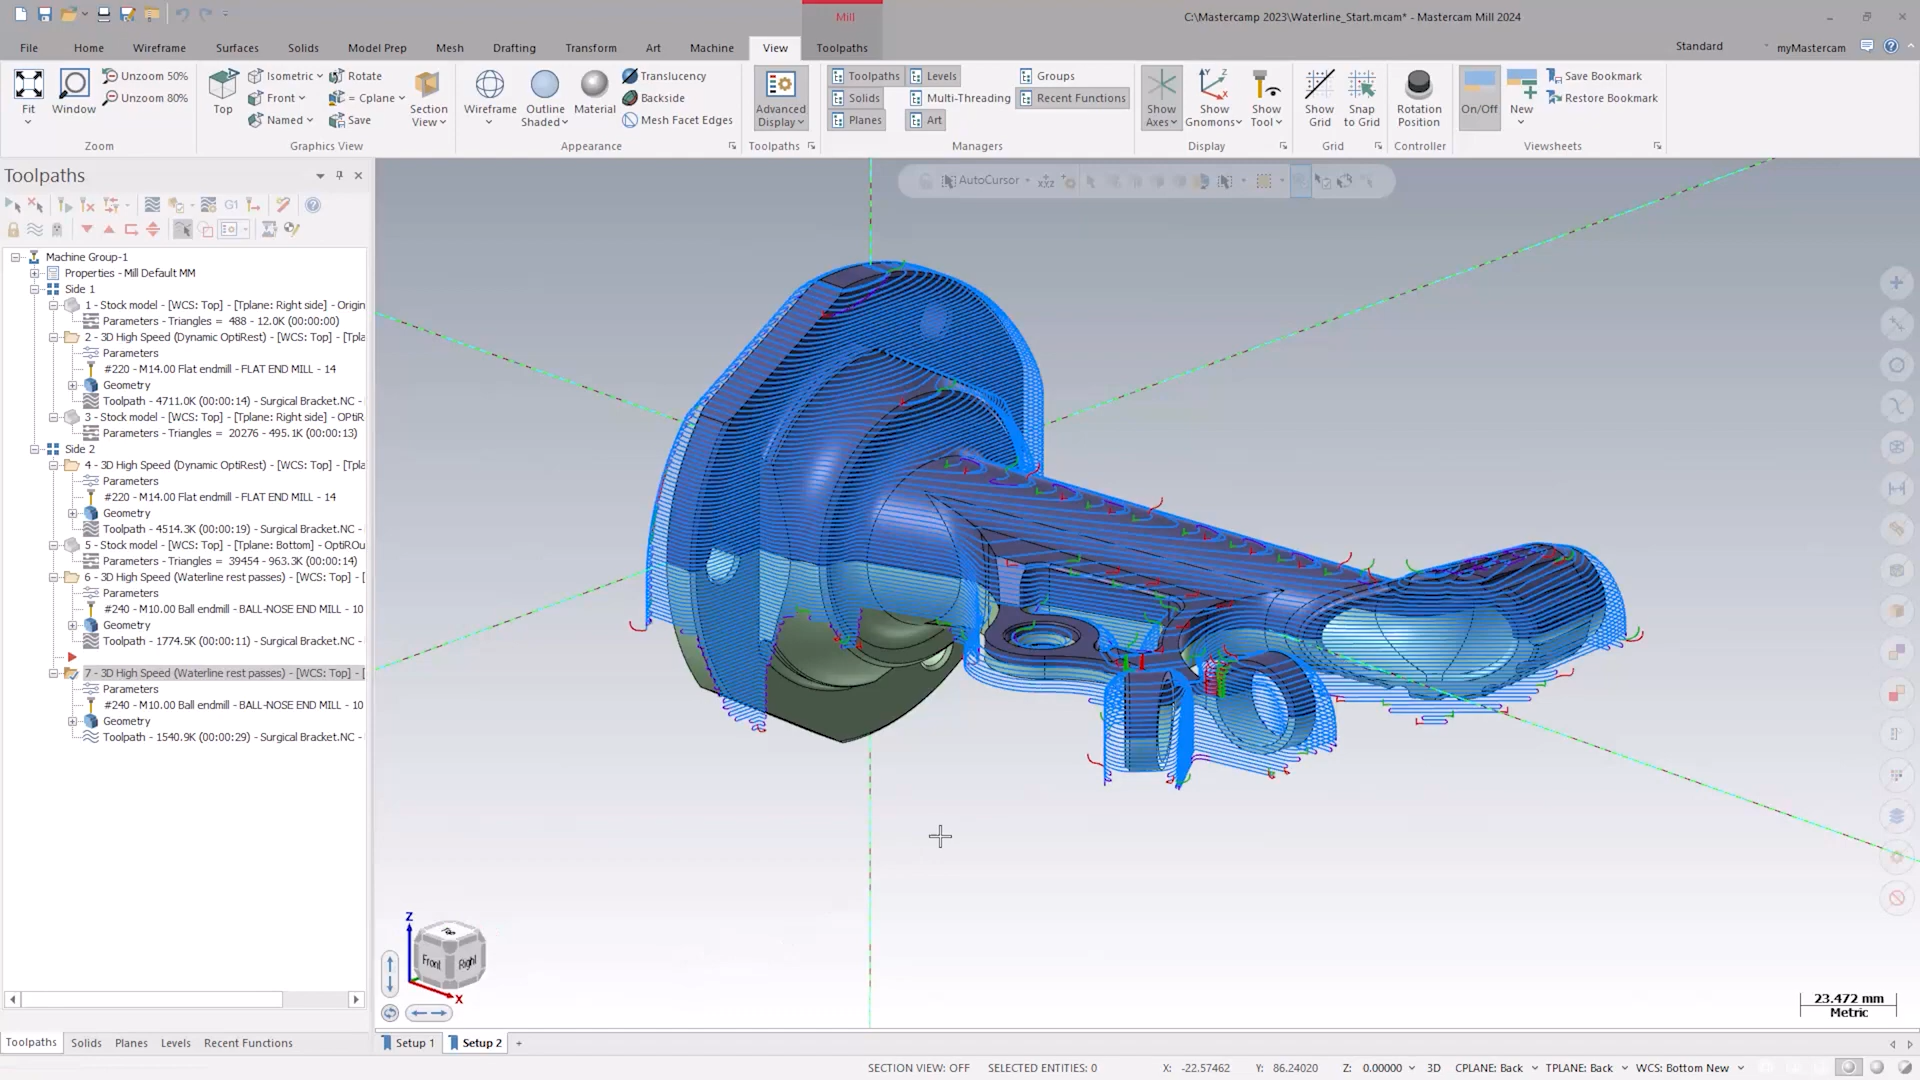 Mill
C:\Mastercamp 2023\Waterline_Start.mcam* - Mastercam Mill 2024
File Home Wireframe Surfaces Solids Model Prep Mesh Drafting Transform Art Machine View Toolpaths
Standard myMastercam
Fit Window Unzoom 50% Unzoom 80% Zoom
Top Isometric Front Named Rotate = Cplane Save Section View Graphics View
Wireframe Outline Shaded Material Translucency Backside Mesh Facet Edges Appearance
Advanced Display Toolpaths
Toolpaths Levels Groups
Solids Multi-Threading Recent Functions
Planes Art
Managers
Show Axes Show Gnomons Show Tool Display
Show Grid Snap to Grid Grid
Rotation Position Controller
On/Off New Save Bookmark Restore Bookmark Viewsheets
Toolpaths
G1
AutoCursor
Machine Group-1
Properties - Mill Default MM
Side 1
1 - Stock model - [WCS: Top] - [Tplane: Right side] - Origin
Parameters - Triangles = 488 - 12.0K (00:00:00)
2 - 3D High Speed (Dynamic OptiRest) - [WCS: Top] - [Tpla
Parameters
#220 - M14.00 Flat endmill - FLAT END MILL - 14
Geometry
Toolpath - 4711.0K (00:00:14) - Surgical Bracket.NC -
3 - Stock model - [WCS: Top] - [Tplane: Right side] - OPtiR
Parameters - Triangles = 20276 - 495.1K (00:00:13)
Side 2
4 - 3D High Speed (Dynamic OptiRest) - [WCS: Top] - [Tpla
Parameters
#220 - M14.00 Flat endmill - FLAT END MILL - 14
Geometry
Toolpath - 4514.3K (00:00:19) - Surgical Bracket.NC -
5 - Stock model - [WCS: Top] - [Tplane: Bottom] - OptiROu
Parameters - Triangles = 39454 - 963.3K (00:00:14)
6 - 3D High Speed (Waterline rest passes) - [WCS: Top] - [
Parameters
#240 - M10.00 Ball endmill - BALL-NOSE END MILL - 10
Geometry
Toolpath - 1774.5K (00:00:11) - Surgical Bracket.NC -
7 - 3D High Speed (Waterline rest passes) - [WCS: Top] - [
Parameters
#240 - M10.00 Ball endmill - BALL-NOSE END MILL - 10
Geometry
Toolpath - 1540.9K (00:00:29) - Surgical Bracket.NC -
Z
Top
Front Right
X
23.472 mm
Metric
Toolpaths Solids Planes Levels Recent Functions
Setup 1 Setup 2 +
SECTION VIEW: OFF SELECTED ENTITIES: 0 X: -22.57462 Y: 86.24020 Z: 0.00000 3D CPLANE: Back TPLANE: Back WCS: Bottom New